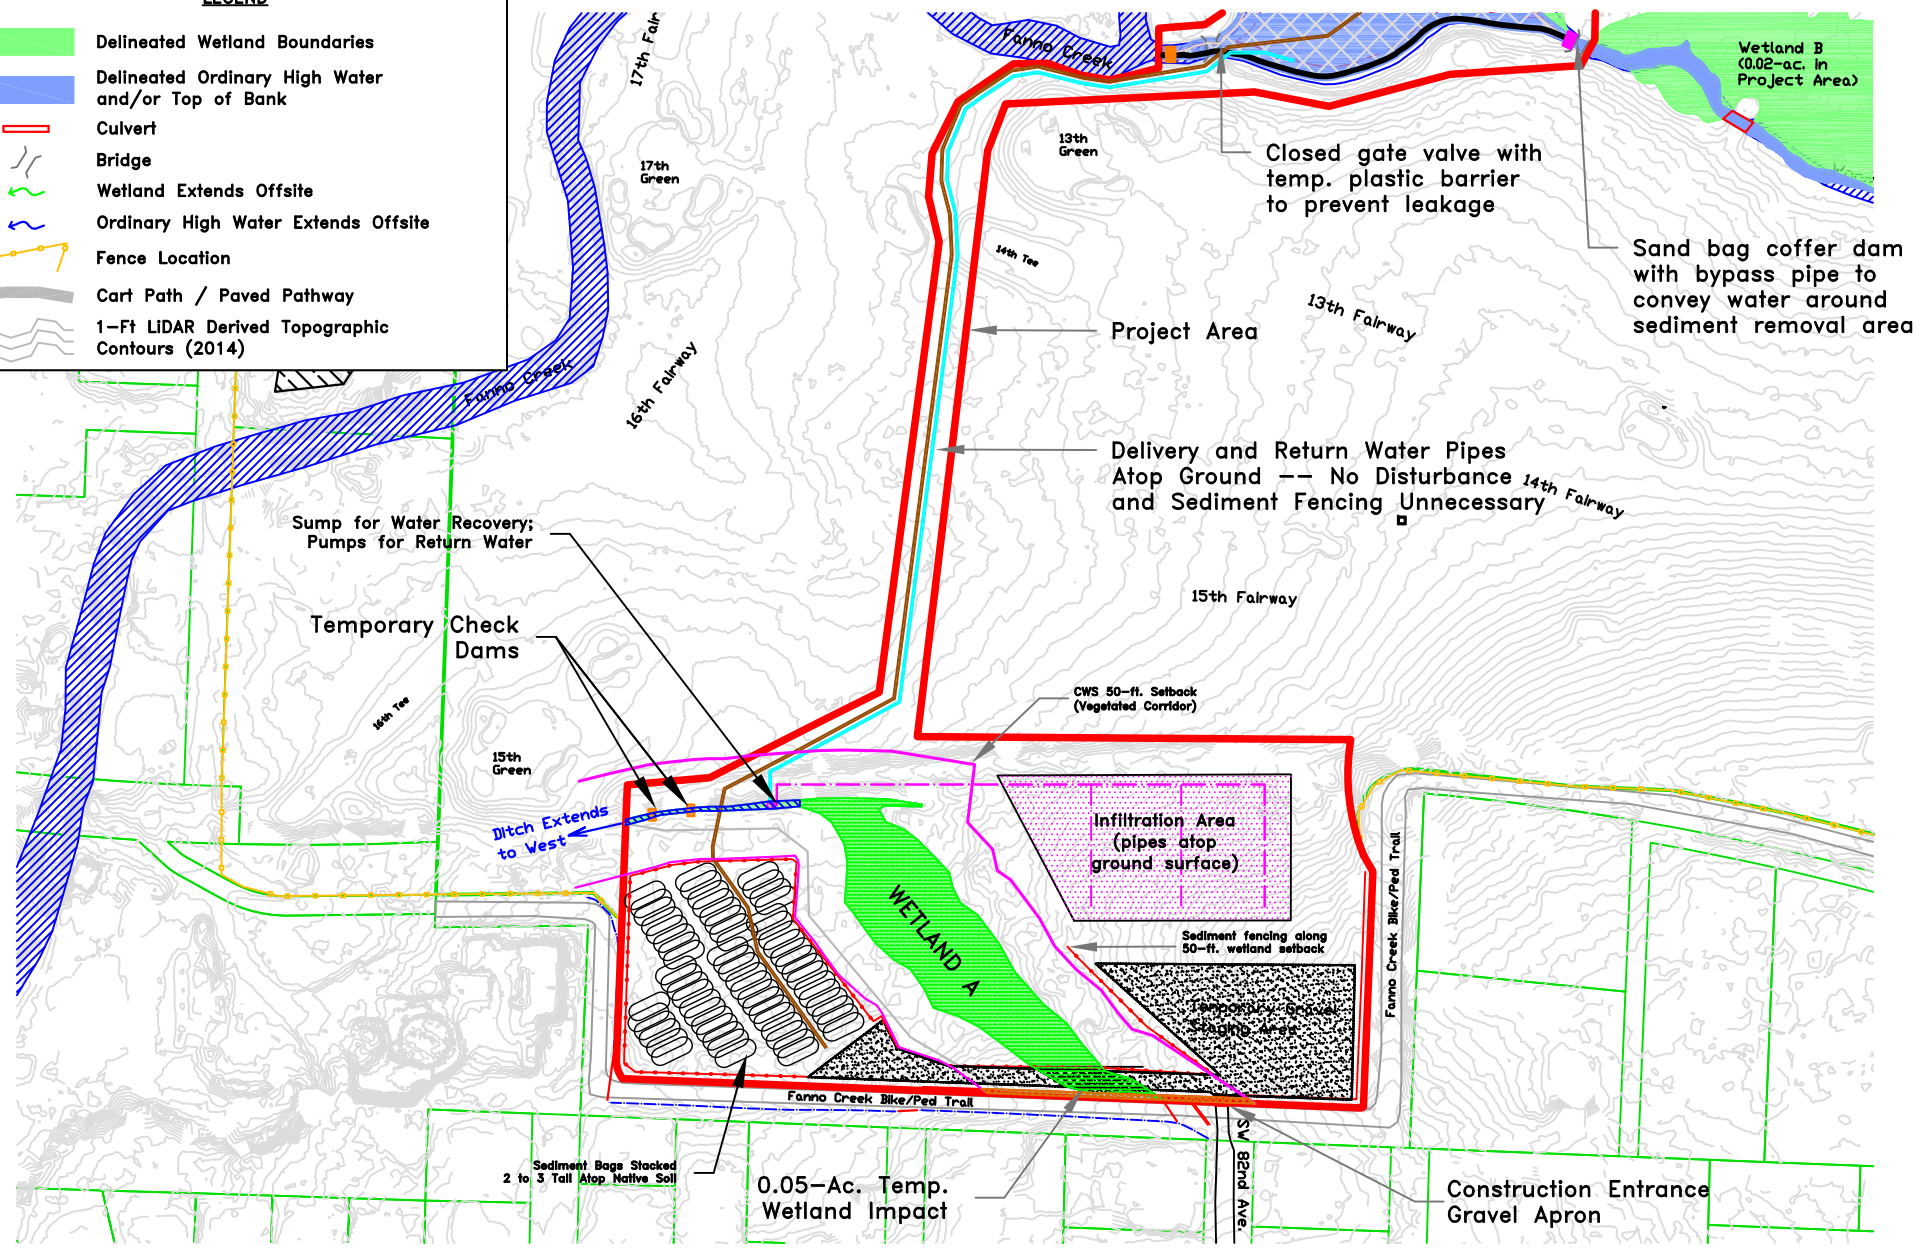 LEGEND
Delineated Wetland Boundaries
Delineated Ordinary High Water
and/or Top of Bank
Culvert
Bridge
Wetland Extends Offsite
Ordinary High Water Extends Offsite
Fence Location
Cart Path / Paved Pathway
1-Ft LiDAR Derived Topographic
Contours (2014)
17th Fair
Fanno Creek
Wetland B
(0.02-ac. in
Project Area)
17th
Green
13th
Green
14th Tee
Closed gate valve with
temp. plastic barrier
to prevent leakage
Sand bag coffer dam
with bypass pipe to
convey water around
sediment removal area
13th Fairway
Project Area
16th Fairway
Fanno Creek
Delivery and Return Water Pipes
Atop Ground -- No Disturbance
and Sediment Fencing Unnecessary
14th Fairway
Sump for Water Recovery;
Pumps for Return Water
15th Fairway
Temporary Check
Dams
16th Tee
CWS 50-ft. Setback
(Vegetated Corridor)
15th
Green
Ditch Extends
to West
Infiltration Area
(pipes atop
ground surface)
WETLAND A
Sediment fencing along
50-ft. wetland setback
Fanno Creek Bike/Ped Trail
Temporary Gravel
Staging Area
Fanno Creek Bike/Ped Trail
SW 82nd Ave.
Sediment Bags Stacked
2 to 3 Tall Atop Native Soil
0.05-Ac. Temp.
Wetland Impact
Construction Entrance
Gravel Apron